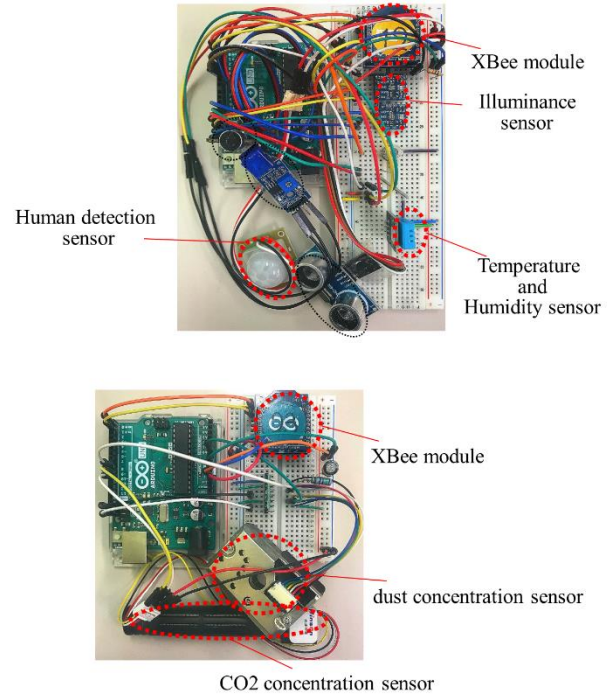 XBee module
Illuminance
sensor
Human detection
sensor
Temperature
and
Humidity sensor
XBee module
ARDUINO
dust concentration sensor
CO2 concentration sensor